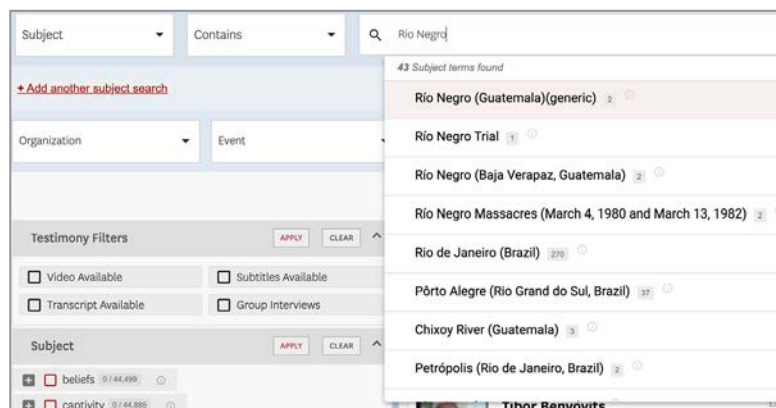 Subject
Contains
Rio Negro
43 Subject terms found
+ Add another subject search
Río Negro (Guatemala)(generic) 2
Organization
Event
Río Negro Trial 1
Río Negro (Baja Verapaz, Guatemala) 2
Río Negro Massacres (March 4, 1980 and March 13, 1982) 2
Testimony Filters
APPLY
CLEAR
Rio de Janeiro (Brazil) 270
Video Available
Subtitles Available
Transcript Available
Group Interviews
Pôrto Alegre (Rio Grand do Sul, Brazil) 37
Chixoy River (Guatemala) 3
Subject
APPLY
CLEAR
Petrópolis (Rio de Janeiro, Brazil) 2
beliefs 0 / 44,499
captivity 0 / 44,885
Tibor Benyovits